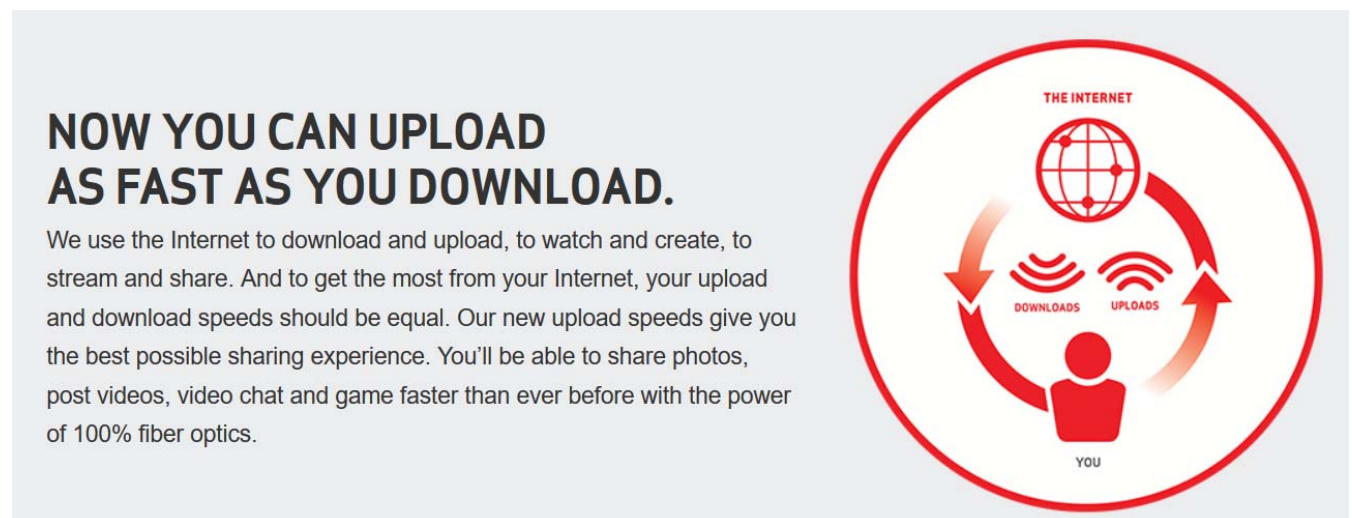 NOW YOU CAN UPLOAD
AS FAST AS YOU DOWNLOAD.
We use the Internet to download and upload, to watch and create, to
stream and share. And to get the most from your Internet, your upload
and download speeds should be equal. Our new upload speeds give you
the best possible sharing experience. You’ll be able to share photos,
post videos, video chat and game faster than ever before with the power
of 100% fiber optics.
THE INTERNET
DOWNLOADS
UPLOADS
YOU